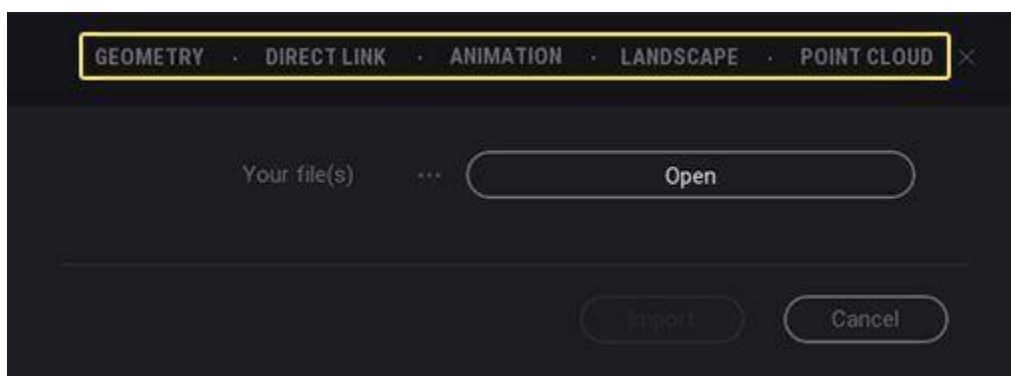 GEOMETRY · DIRECT LINK · ANIMATION · LANDSCAPE · POINT CLOUD ×
Your file(s) ... Open
Import Cancel